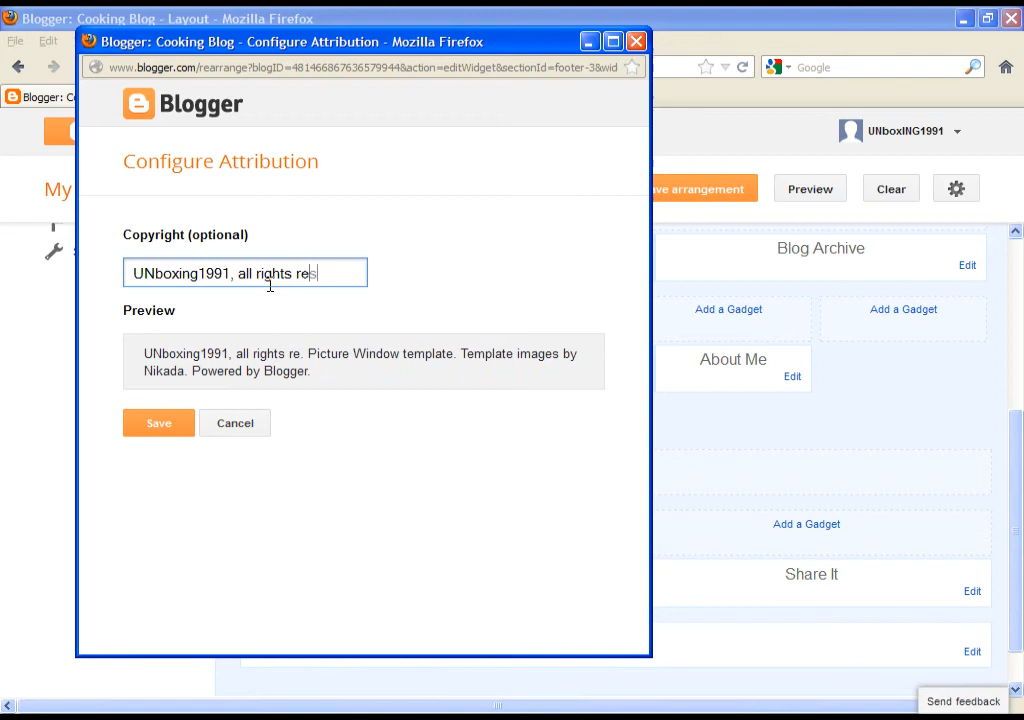 Blogger: Cooking Blog - Layout - Mozilla Firefox
File Edit
Blogger: Cooking Blog - Configure Attribution - Mozilla Firefox
www.blogger.com/rearrange?blogID=481466867636579944&action=editWidget&sectionId=footer-3&wid
Google
Blogger: C
Blogger
UNboxING1991
Configure Attribution
My
ve arrangement
Preview
Clear
Copyright (optional)
UNboxing1991, all rights res
Preview
UNboxing1991, all rights re. Picture Window template. Template images by
Nikada. Powered by Blogger.
Save
Cancel
Blog Archive
Edit
Add a Gadget
Add a Gadget
About Me
Edit
Add a Gadget
Share It
Edit
Edit
Send feedback